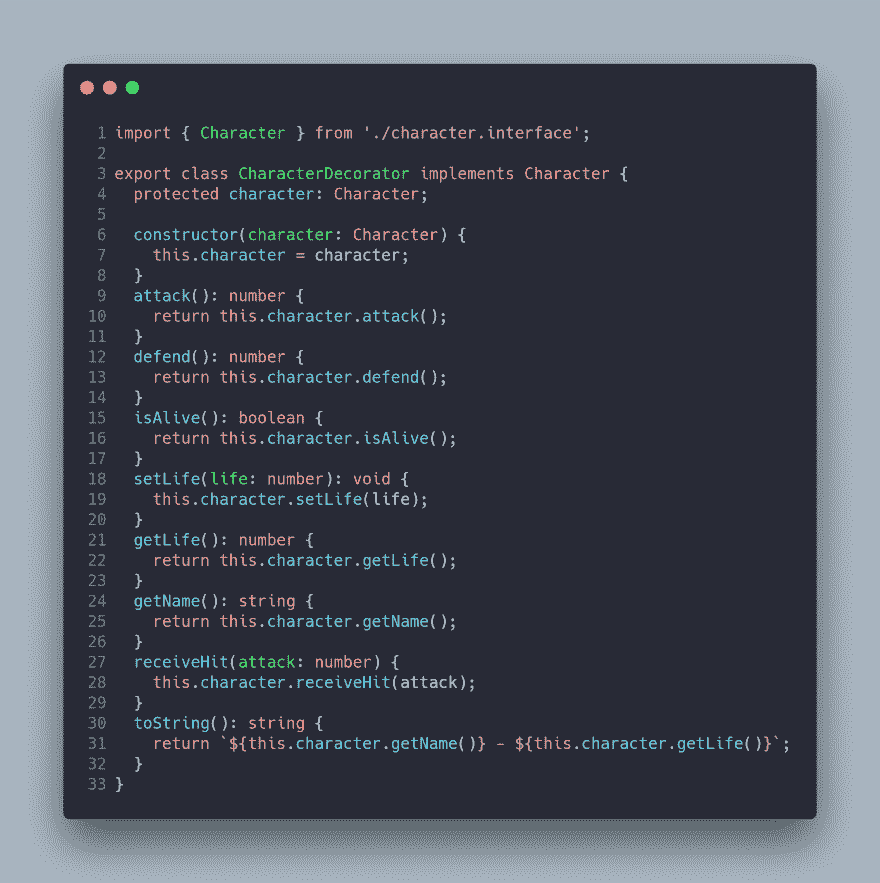 1 import { Character } from './character.interface';
2
3 export class CharacterDecorator implements Character {
4   protected character: Character;
5
6   constructor(character: Character) {
7     this.character = character;
8   }
9   attack(): number {
10     return this.character.attack();
11   }
12   defend(): number {
13     return this.character.defend();
14   }
15   isAlive(): boolean {
16     return this.character.isAlive();
17   }
18   setLife(life: number): void {
19     this.character.setLife(life);
20   }
21   getLife(): number {
22     return this.character.getLife();
23   }
24   getName(): string {
25     return this.character.getName();
26   }
27   receiveHit(attack: number) {
28     this.character.receiveHit(attack);
29   }
30   toString(): string {
31     return `${this.character.getName()} - ${this.character.getLife()}`;
32   }
33 }